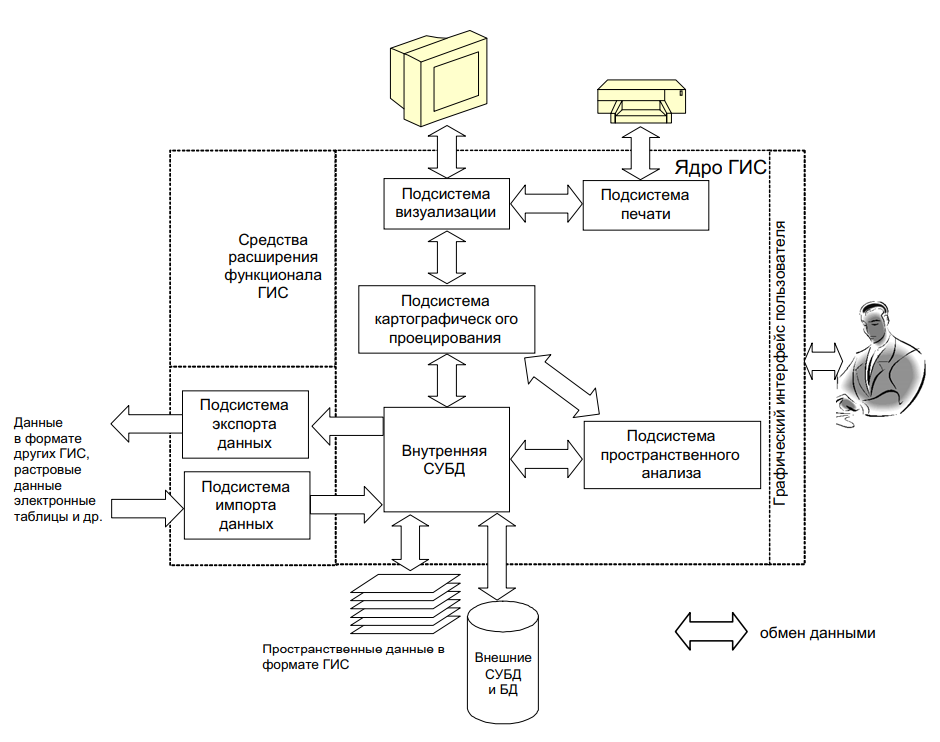 Ядро ГИС
Подсистема
визуализации
Подсистема
печати
Средства
расширения
функционала
ГИС
Подсистема
картографическ ого
проецирования
Графический интерфейс пользователя
Подсистема
экспорта
данных
Данные
в формате
других ГИС,
растровые
данные
электронные
таблицы и др.
Внутренняя
СУБД
Подсистема
пространственного
анализа
Подсистема
импорта
данных
Пространственные данные в
формате ГИС
Внешние
СУБД
и БД
обмен данными